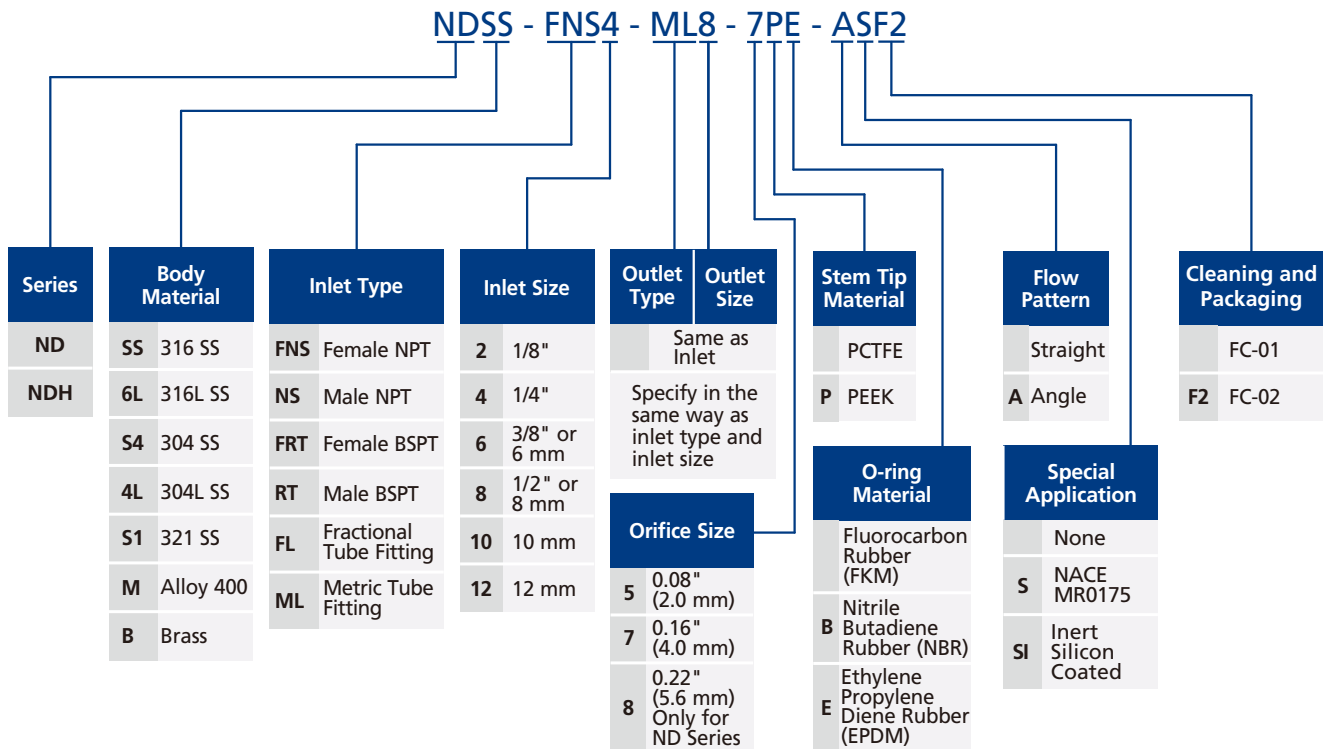 NDSS - FNS4 - ML8 - 7PE - ASF2
Series
ND
NDH
Body
Material
SS 316 SS
6L 316L SS
S4 304 SS
4L 304L SS
S1 321 SS
M Alloy 400
B Brass
Inlet Type
FNS Female NPT
NS Male NPT
FRT Female BSPT
RT Male BSPT
FL Fractional
Tube Fitting
ML Metric Tube
Fitting
Inlet Size
2 1/8"
4 1/4"
6 3/8" or
6 mm
8 1/2" or
8 mm
10 10 mm
12 12 mm
Outlet
Type
Outlet
Size
Same as
Inlet
Specify in the
same way as
inlet type and
inlet size
Orifice Size
5 0.08"
(2.0 mm)
7 0.16"
(4.0 mm)
8 0.22"
(5.6 mm)
Only for
ND Series
Stem Tip
Material
PCTFE
P PEEK
O-ring
Material
Fluorocarbon
Rubber
(FKM)
B Nitrile
Butadiene
Rubber (NBR)
E Ethylene
Propylene
Diene Rubber
(EPDM)
Flow
Pattern
Straight
A Angle
Special
Application
None
S NACE
MR0175
SI Inert
Silicon
Coated
Cleaning and
Packaging
FC-01
F2 FC-02